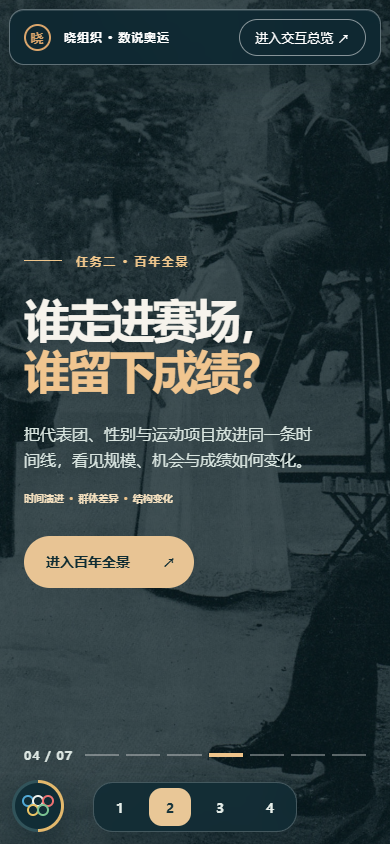 晓
晓组织 • 数说奥运
进入交互总览 ↗
任务二 • 百年全景
谁走进赛场，
谁留下成绩？
把代表团、性别与运动项目放进同一条时
间线，看见规模、机会与成绩如何变化。
时间演进 • 群体差异 • 结构变化
进入百年全景 ↗
04 / 07
1 2 3 4